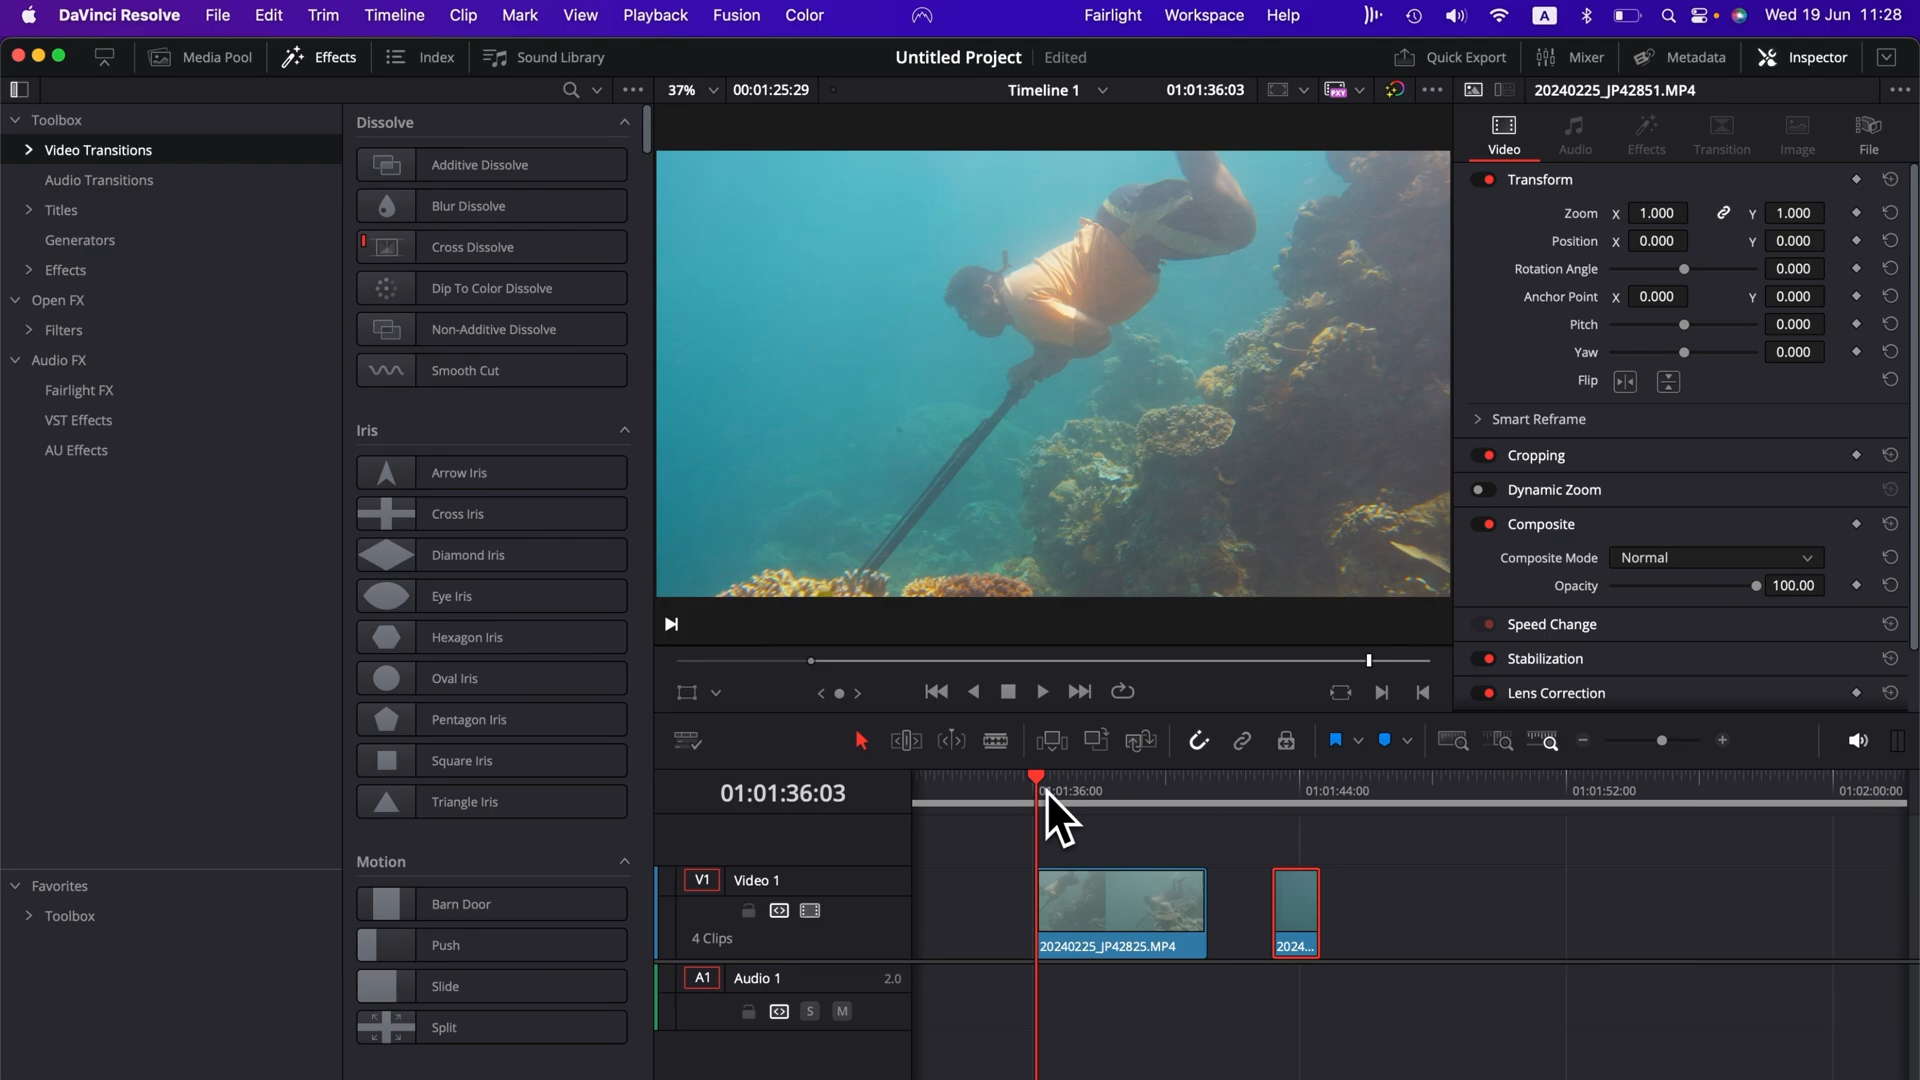 DaVinci Resolve File Edit Trim Timeline Clip Mark View Playback Fusion Color Fairlight Workspace Help A Wed 19 Jun 11:28
Media Pool Effects Index Sound Library Untitled Project Edited Quick Export Mixer Metadata Inspector
37% 00:01:25:29 Timeline 1 01:01:36:03 PXY 20240225_JP42851.MP4
Toolbox
Video Transitions
Audio Transitions
Titles
Generators
Effects
Open FX
Filters
Audio FX
Fairlight FX
VST Effects
AU Effects
Favorites
Toolbox
Dissolve
Additive Dissolve
Blur Dissolve
Cross Dissolve
Dip To Color Dissolve
Non-Additive Dissolve
Smooth Cut
Iris
Arrow Iris
Cross Iris
Diamond Iris
Eye Iris
Hexagon Iris
Oval Iris
Pentagon Iris
Square Iris
Triangle Iris
Motion
Barn Door
Push
Slide
Split
Video Audio Effects Transition Image File
Transform
Zoom X 1.000 Y 1.000
Position X 0.000 Y 0.000
Rotation Angle 0.000
Anchor Point X 0.000 Y 0.000
Pitch 0.000
Yaw 0.000
Flip
Smart Reframe
Cropping
Dynamic Zoom
Composite
Composite Mode Normal
Opacity 100.00
Speed Change
Stabilization
Lens Correction
01:01:36:03 01:01:36:00 01:01:44:00 01:01:52:00 01:02:00:00
V1 Video 1
4 Clips
20240225_JP42825.MP4 2024...
A1 Audio 1 2.0
S M